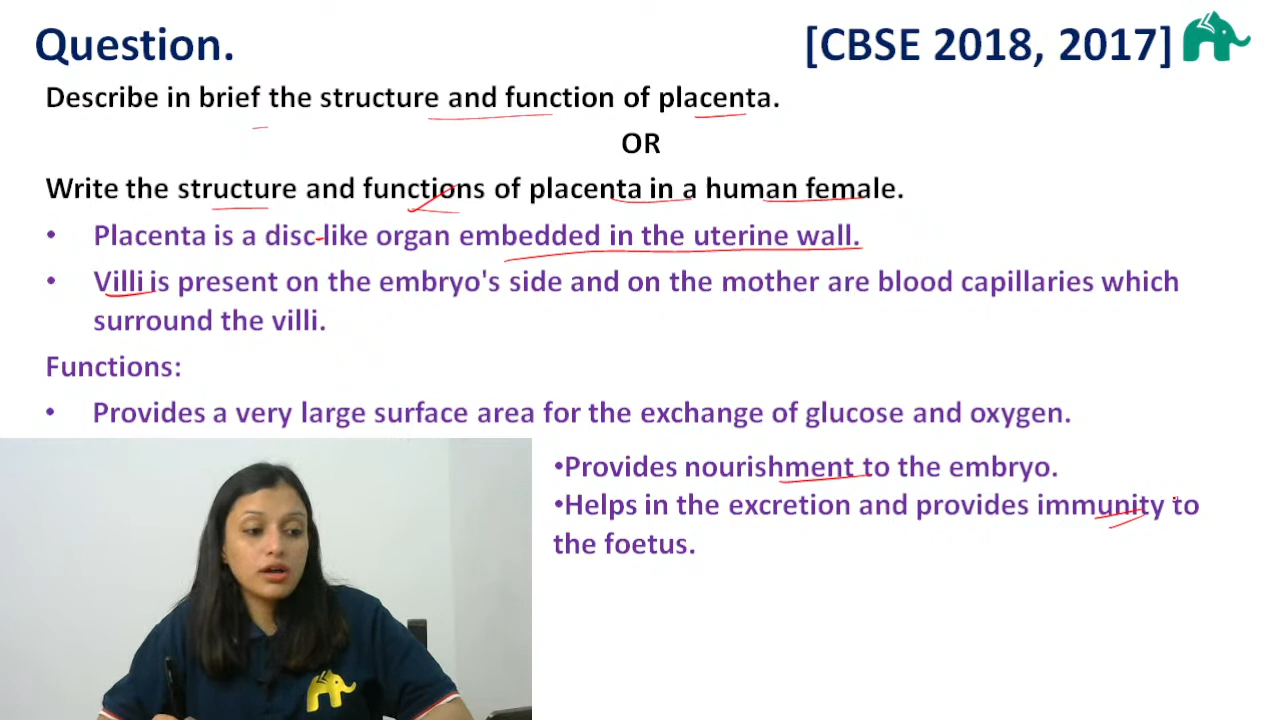 Question.
[CBSE 2018, 2017]
Describe in brief the structure and function of placenta.
OR
Write the structure and functions of placenta in a human female.
• Placenta is a disc-like organ embedded in the uterine wall.
• Villi is present on the embryo's side and on the mother are blood capillaries which
surround the villi.
Functions:
• Provides a very large surface area for the exchange of glucose and oxygen.
•Provides nourishment to the embryo.
•Helps in the excretion and provides immunity to
the foetus.